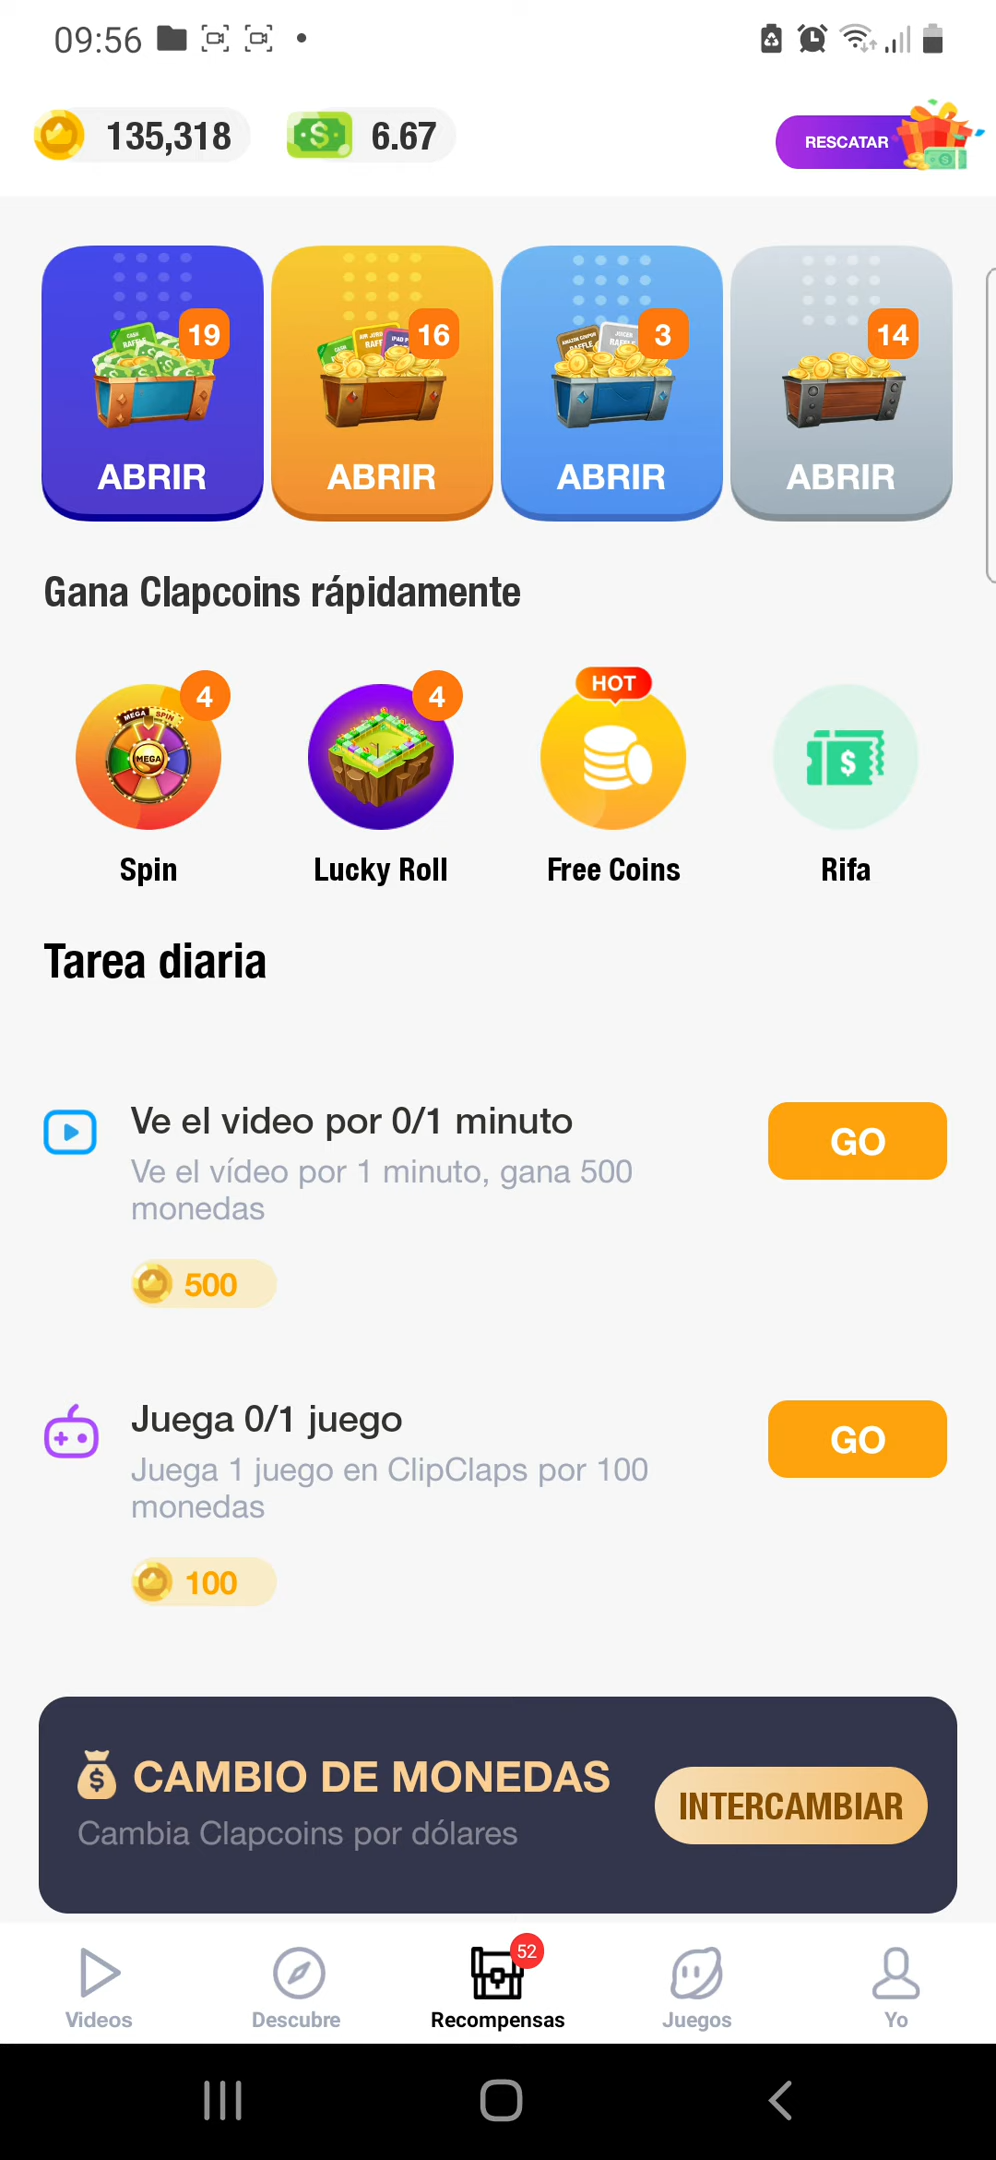 09:56
135,318
6.67
RESCATAR
19
16
3
14
ABRIR
ABRIR
ABRIR
ABRIR
Gana Clapcoins rápidamente
4
4
HOT
MEGA SPIN
MEGA
Spin
Lucky Roll
Free Coins
Rifa
Tarea diaria
Ve el video por 0/1 minuto
Ve el vídeo por 1 minuto, gana 500
monedas
GO
500
Juega 0/1 juego
Juega 1 juego en ClipClaps por 100
monedas
GO
100
CAMBIO DE MONEDAS
Cambia Clapcoins por dólares
INTERCAMBIAR
52
Videos
Descubre
Recompensas
Juegos
Yo